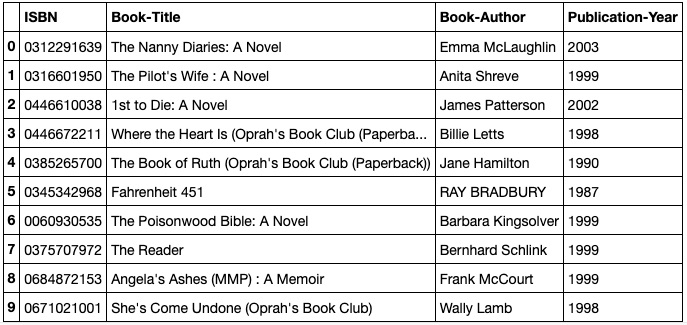 ISBN Book-Title Book-Author Publication-Year
0 0312291639 The Nanny Diaries: A Novel Emma McLaughlin 2003
1 0316601950 The Pilot's Wife : A Novel Anita Shreve 1999
2 0446610038 1st to Die: A Novel James Patterson 2002
3 0446672211 Where the Heart Is (Oprah's Book Club (Paperba... Billie Letts 1998
4 0385265700 The Book of Ruth (Oprah's Book Club (Paperback)) Jane Hamilton 1990
5 0345342968 Fahrenheit 451 RAY BRADBURY 1987
6 0060930535 The Poisonwood Bible: A Novel Barbara Kingsolver 1999
7 0375707972 The Reader Bernhard Schlink 1999
8 0684872153 Angela's Ashes (MMP) : A Memoir Frank McCourt 1999
9 0671021001 She's Come Undone (Oprah's Book Club) Wally Lamb 1998